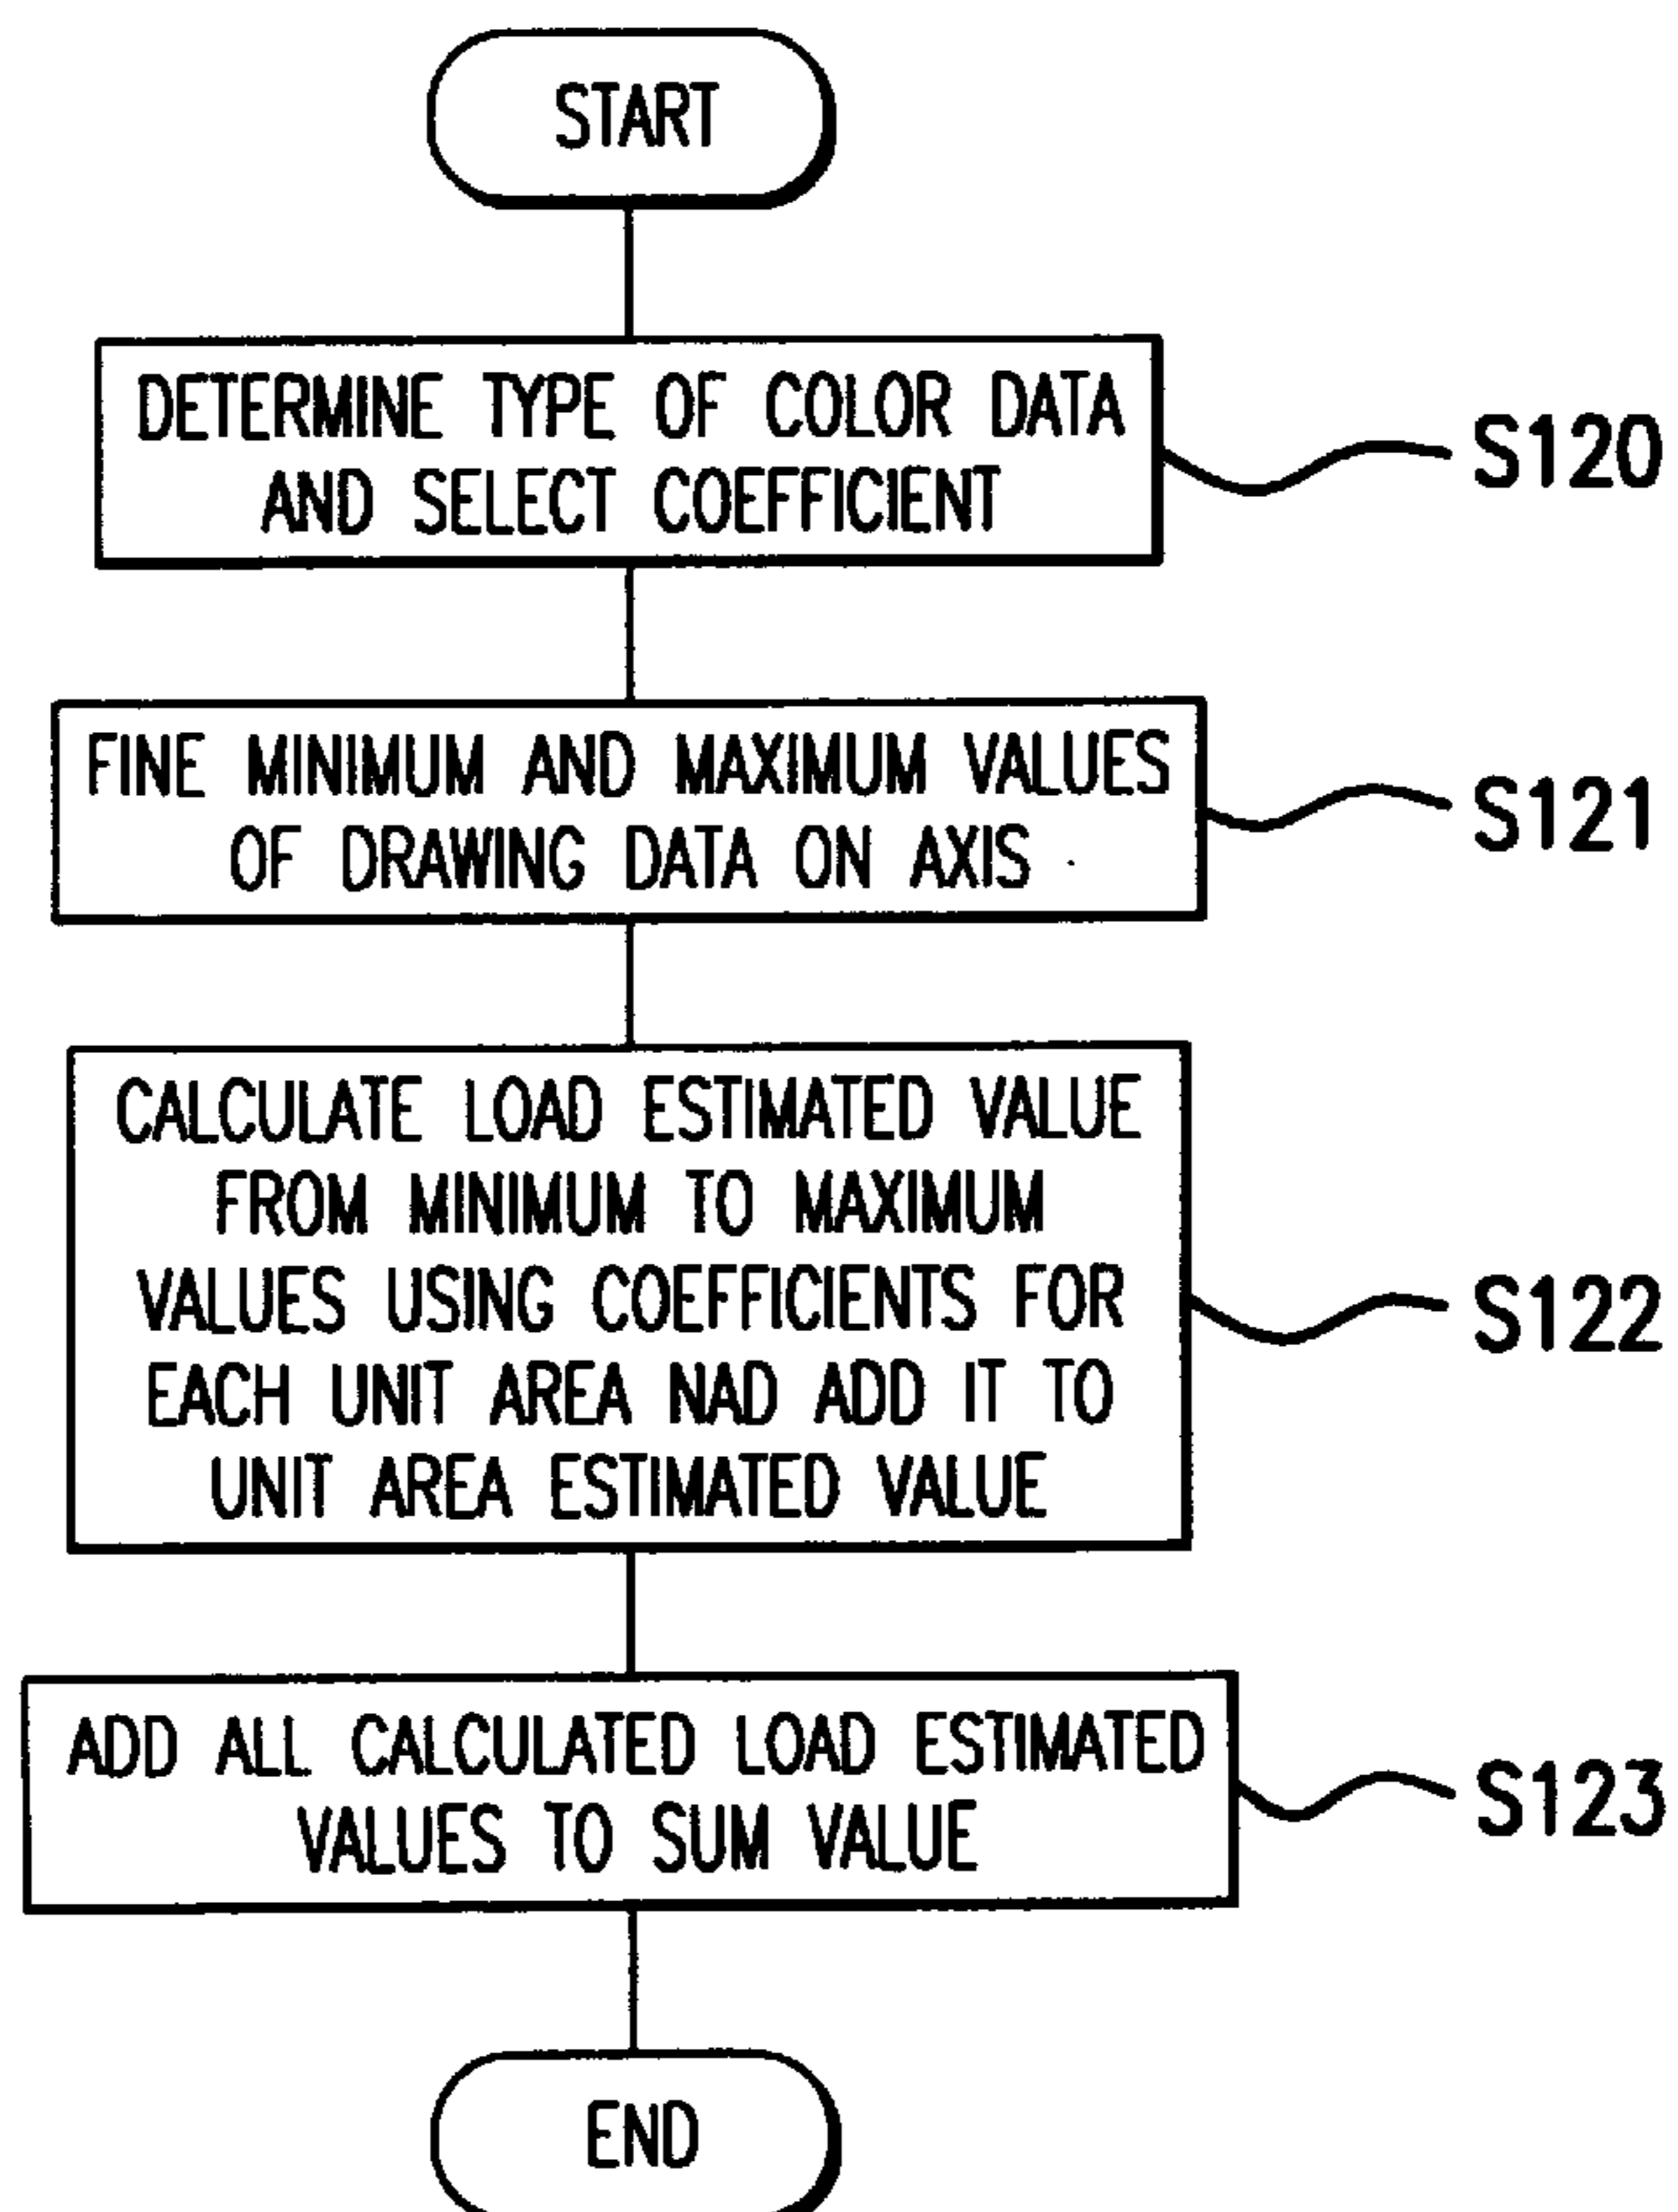 START
DETERMINE TYPE OF COLOR DATA
AND SELECT COEFFICIENT
S120
FINE MINIMUM AND MAXIMUM VALUES
OF DRAWING DATA ON AXIS
S121
CALCULATE LOAD ESTIMATED VALUE
FROM MINIMUM TO MAXIMUM
VALUES USING COEFFICIENTS FOR
EACH UNIT AREA NAD ADD IT TO
UNIT AREA ESTIMATED VALUE
S122
ADD ALL CALCULATED LOAD ESTIMATED
VALUES TO SUM VALUE
S123
END